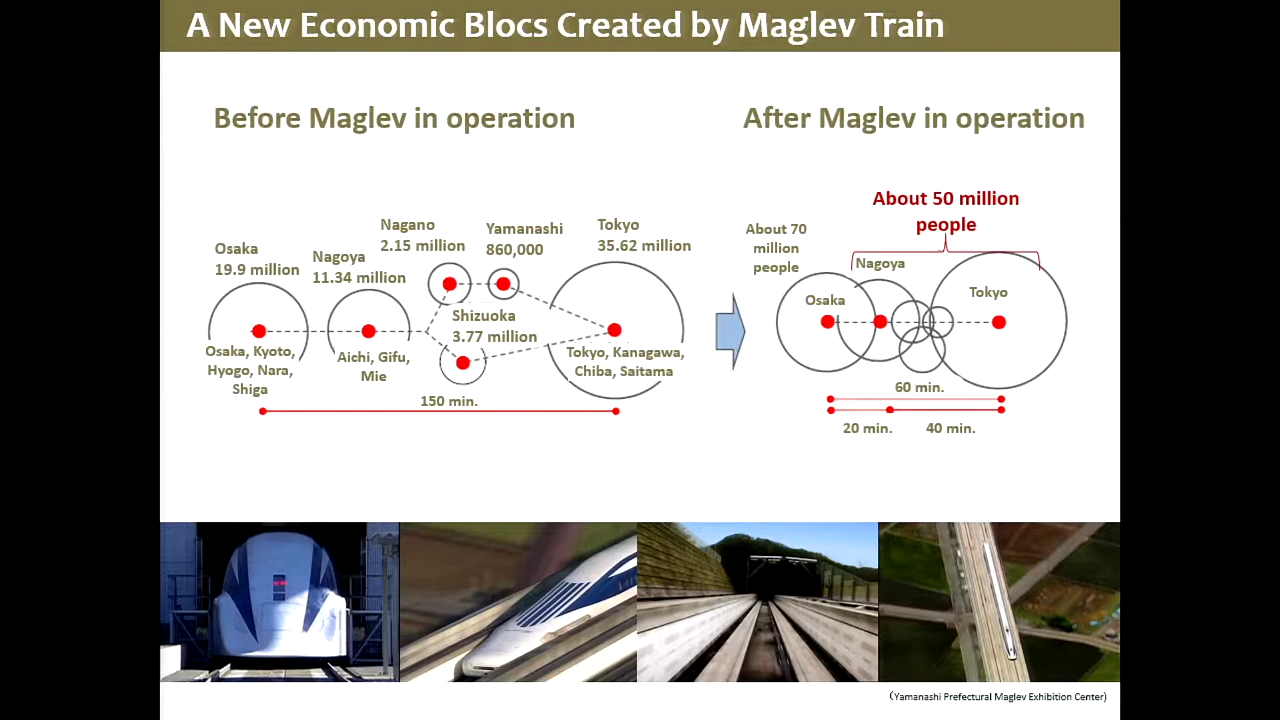 A New Economic Blocs Created by Maglev Train
Before Maglev in operation
After Maglev in operation
Osaka
19.9 million
Nagoya
11.34 million
Nagano
2.15 million
Yamanashi
860,000
Tokyo
35.62 million
Shizuoka
3.77 million
Osaka, Kyoto,
Hyogo, Nara,
Shiga
Aichi, Gifu,
Mie
Tokyo, Kanagawa,
Chiba, Saitama
150 min.
About 70
million
people
About 50 million
people
Osaka
Nagoya
Tokyo
60 min.
20 min.
40 min.
(Yamanashi Prefectural Maglev Exhibition Center)